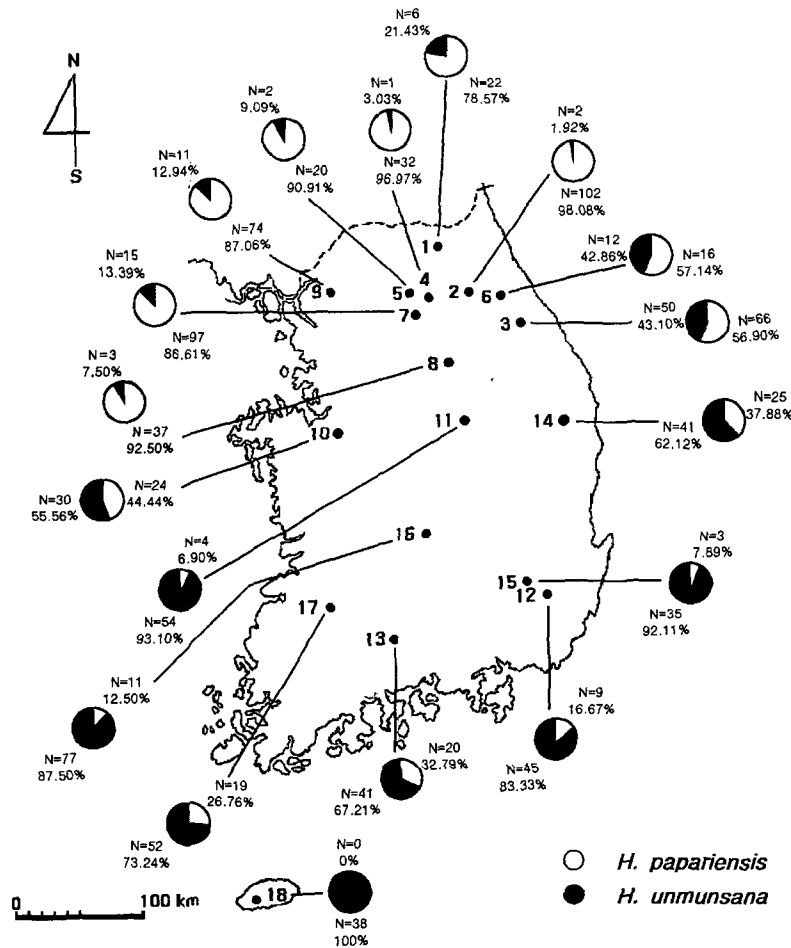 N=6
21.43%
N=22
78.57%
N
S
N=2
9.09%
N=20
90.91%
N=1
3.03%
N=32
96.97%
N=2
1.92%
N=102
98.08%
N=11
12.94%
N=74
87.06%
N=12
42.86%
N=16
57.14%
N=15
13.39%
N=97
86.61%
N=50
43.10%
N=66
56.90%
N=3
7.50%
N=37
92.50%
N=25
37.88%
N=41
62.12%
N=30
55.56%
N=24
44.44%
N=4
6.90%
N=54
93.10%
N=3
7.89%
N=35
92.11%
N=11
12.50%
N=77
87.50%
N=9
16.67%
N=45
83.33%
N=19
26.76%
N=52
73.24%
N=20
32.79%
N=41
67.21%
N=0
0%
N=38
100%
1
4
9
5
2
6
7
3
8
10
11
14
16
15
12
17
13
18
H. papariensis
H. unmunsana
0
100 km